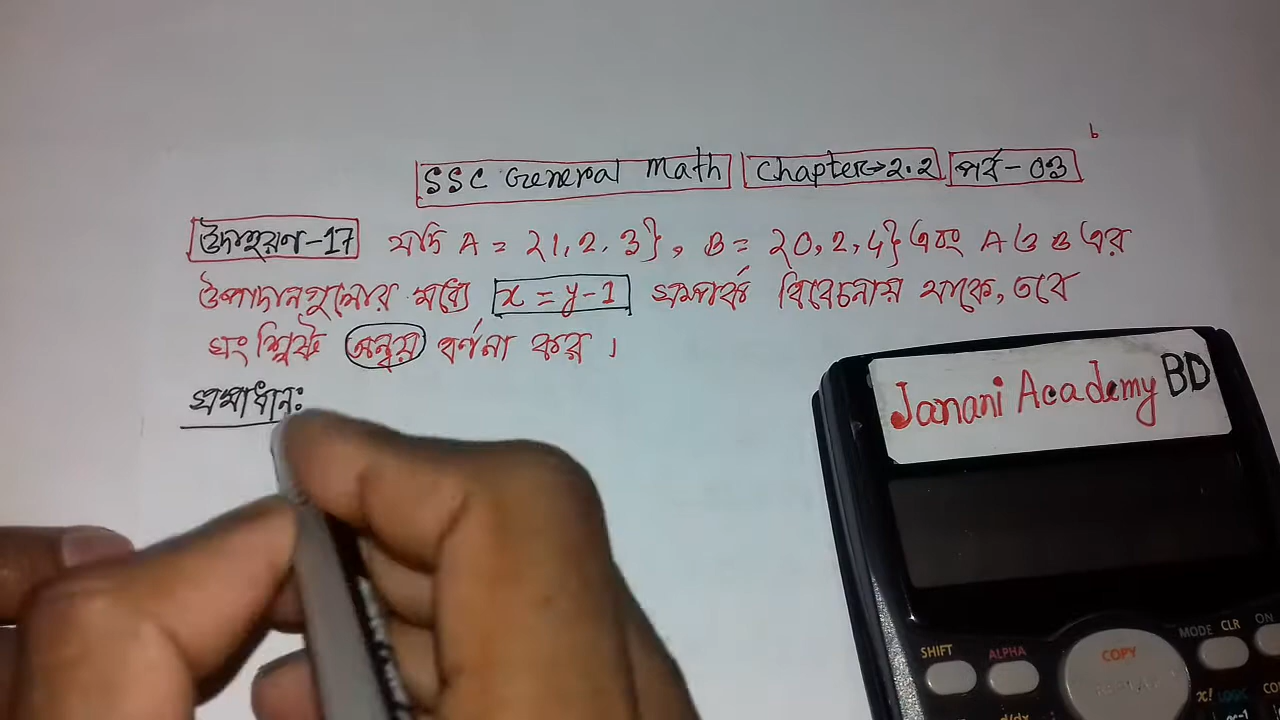 b
SSC General Math Chapter→2.2 পর্ব-03
উদাহরণ-17 যদি A = {1, 2, 3}, B = {0, 2, 4} এবং A ও B এর
উপাদানগুলোর মধ্যে x = y-1 সম্পর্ক বিবেচনায় থাকে, তবে
সংশ্লিষ্ট অন্বয় বর্ণনা কর।
সমাধান:
Janani Academy BD
SHIFT ALPHA COPY MODE CLR ON
REPLAY
x! LOGIC